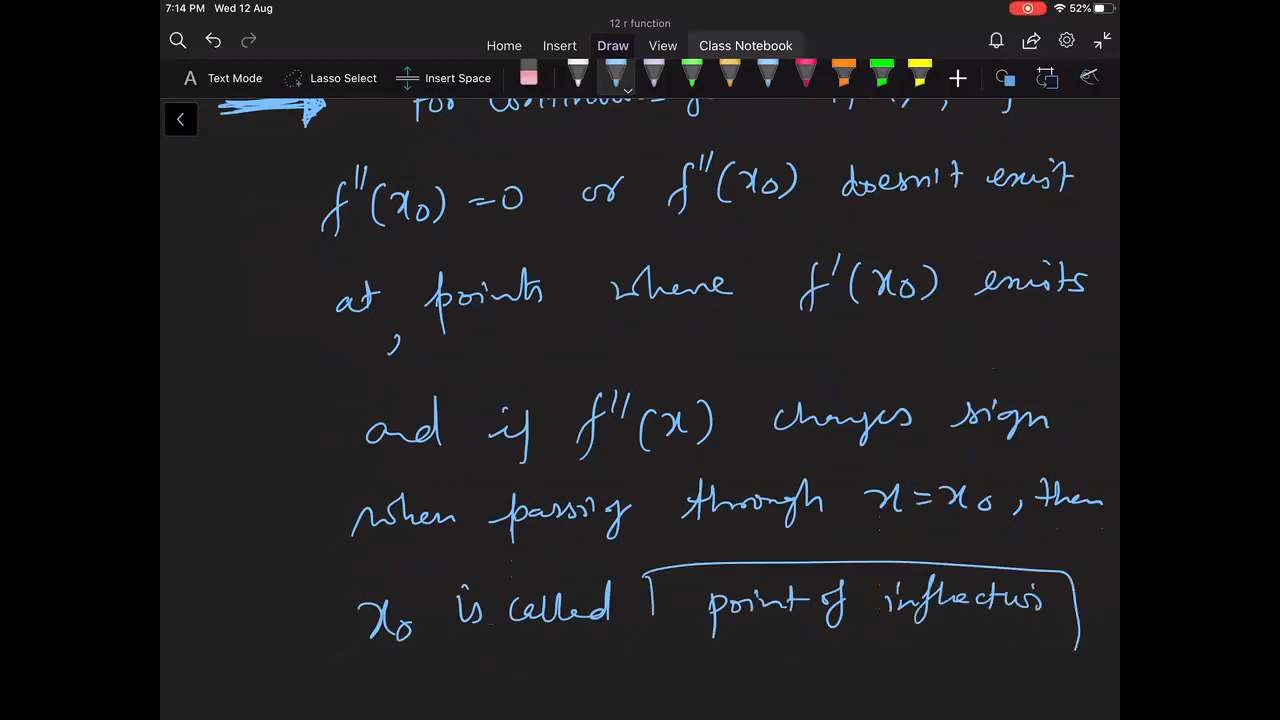 7:14 PM Wed 12 Aug
52%
12 r function
Home Insert Draw View Class Notebook
A Text Mode Lasso Select Insert Space
for
f''(x₀) = 0 or f''(x₀) doesn't exist
at points where f'(x₀) exists
,
and if f''(x) changes sign
when passing through x = x₀, then
x₀ is called point of inflection